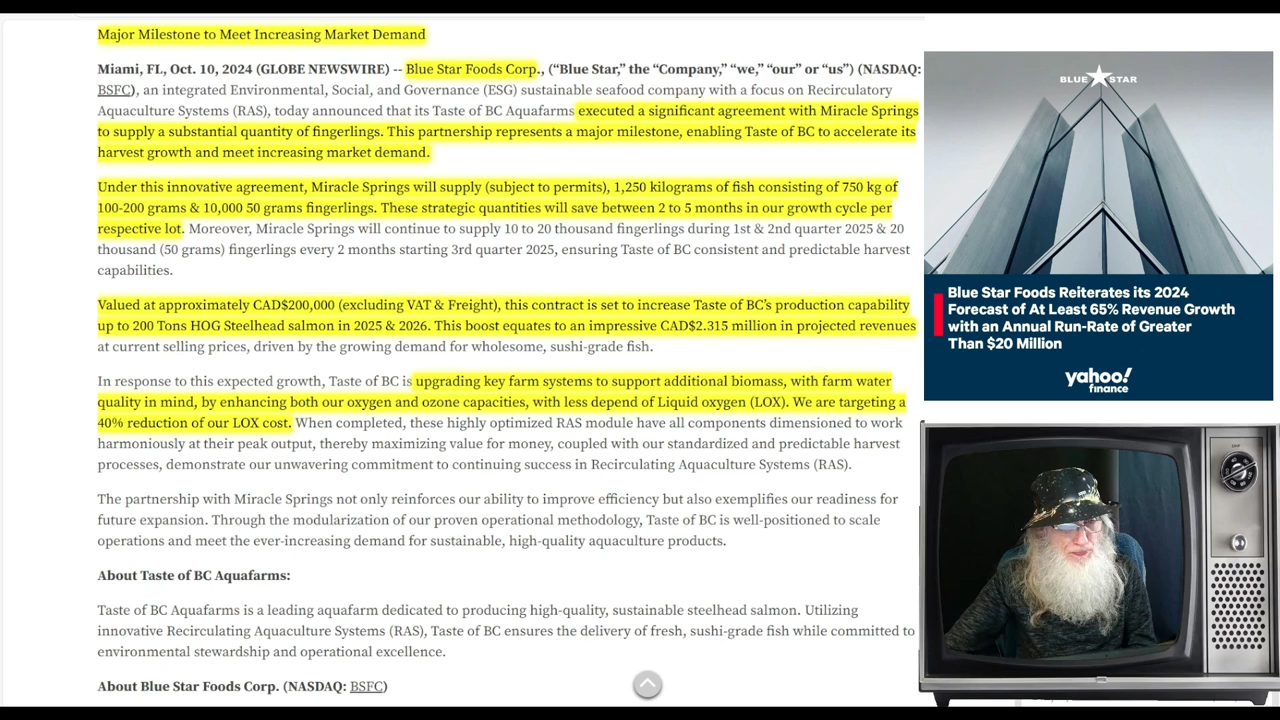 Major Milestone to Meet Increasing Market Demand
Miami, FL, Oct. 10, 2024 (GLOBE NEWSWIRE) -- Blue Star Foods Corp., (“Blue Star,” the “Company,” “we,” “our” or “us”) (NASDAQ:
BSFC), an integrated Environmental, Social, and Governance (ESG) sustainable seafood company with a focus on Recirculatory
Aquaculture Systems (RAS), today announced that its Taste of BC Aquafarms executed a significant agreement with Miracle Springs
to supply a substantial quantity of fingerlings. This partnership represents a major milestone, enabling Taste of BC to accelerate its
harvest growth and meet increasing market demand.
Under this innovative agreement, Miracle Springs will supply (subject to permits), 1,250 kilograms of fish consisting of 750 kg of
100-200 grams & 10,000 50 grams fingerlings. These strategic quantities will save between 2 to 5 months in our growth cycle per
respective lot. Moreover, Miracle Springs will continue to supply 10 to 20 thousand fingerlings during 1st & 2nd quarter 2025 & 20
thousand (50 grams) fingerlings every 2 months starting 3rd quarter 2025, ensuring Taste of BC consistent and predictable harvest
capabilities.
Valued at approximately CAD$200,000 (excluding VAT & Freight), this contract is set to increase Taste of BC’s production capability
up to 200 Tons HOG Steelhead salmon in 2025 & 2026. This boost equates to an impressive CAD$2.315 million in projected revenues
at current selling prices, driven by the growing demand for wholesome, sushi-grade fish.
In response to this expected growth, Taste of BC is upgrading key farm systems to support additional biomass, with farm water
quality in mind, by enhancing both our oxygen and ozone capacities, with less depend of Liquid oxygen (LOX). We are targeting a
40% reduction of our LOX cost. When completed, these highly optimized RAS module have all components dimensioned to work
harmoniously at their peak output, thereby maximizing value for money, coupled with our standardized and predictable harvest
processes, demonstrate our unwavering commitment to continuing success in Recirculating Aquaculture Systems (RAS).
The partnership with Miracle Springs not only reinforces our ability to improve efficiency but also exemplifies our readiness for
future expansion. Through the modularization of our proven operational methodology, Taste of BC is well-positioned to scale
operations and meet the ever-increasing demand for sustainable, high-quality aquaculture products.
About Taste of BC Aquafarms:
Taste of BC Aquafarms is a leading aquafarm dedicated to producing high-quality, sustainable steelhead salmon. Utilizing
innovative Recirculating Aquaculture Systems (RAS), Taste of BC ensures the delivery of fresh, sushi-grade fish while committed to
environmental stewardship and operational excellence.
About Blue Star Foods Corp. (NASDAQ: BSFC)
BLUE STAR
Blue Star Foods Reiterates its 2024
Forecast of At Least 65% Revenue Growth
with an Annual Run-Rate of Greater
Than $20 Million
yahoo!
finance